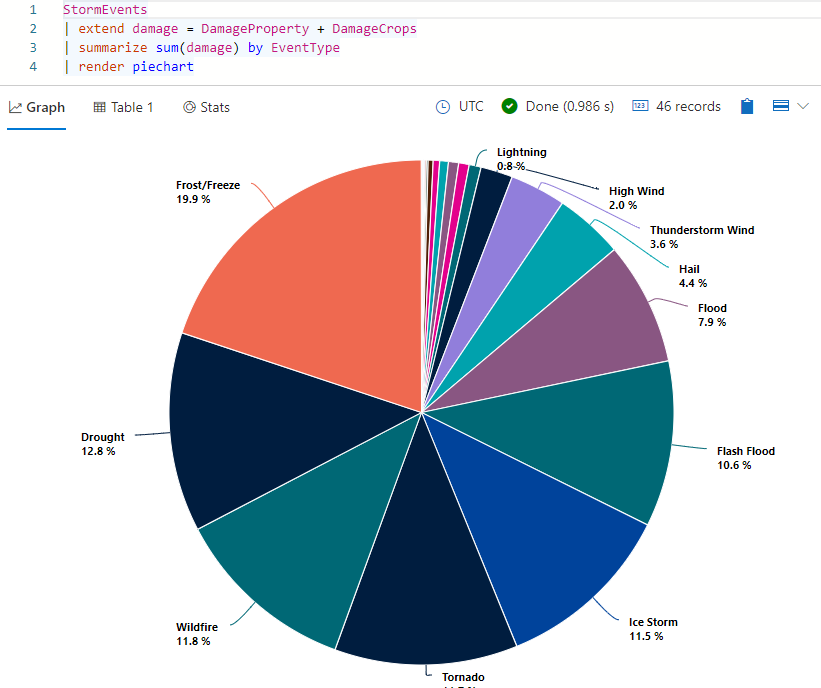 1 StormEvents
2 | extend damage = DamageProperty + DamageCrops
3 | summarize sum(damage) by EventType
4 | render piechart
Graph Table 1 Stats UTC Done (0.986 s) 123 46 records
Lightning
0.8 %
High Wind
2.0 %
Thunderstorm Wind
3.6 %
Hail
4.4 %
Flood
7.9 %
Flash Flood
10.6 %
Ice Storm
11.5 %
Tornado
Wildfire
11.8 %
Drought
12.8 %
Frost/Freeze
19.9 %